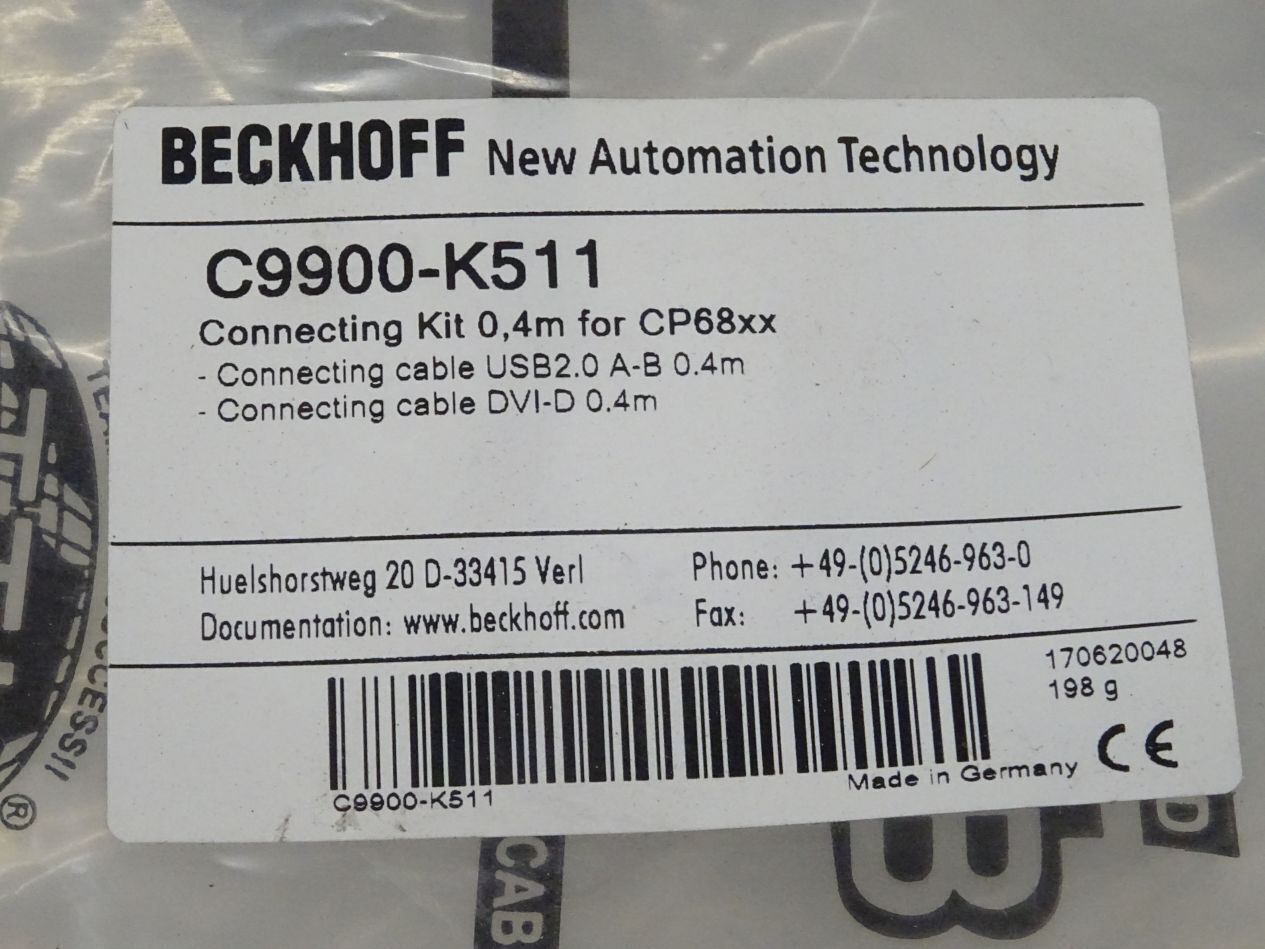 BECKHOFF New Automation Technology
C9900-K511
Connecting Kit 0,4m for CP68xx
- Connecting cable USB2.0 A-B 0.4m
- Connecting cable DVI-D 0.4m
Huelshorstweg 20 D-33415 Verl
Phone: +49-(0)5246-963-0
Documentation: www.beckhoff.com
Fax: +49-(0)5246-963-149
170620048
198 g
CE
Made in Germany
C9900-K511
®
CAB
B
D